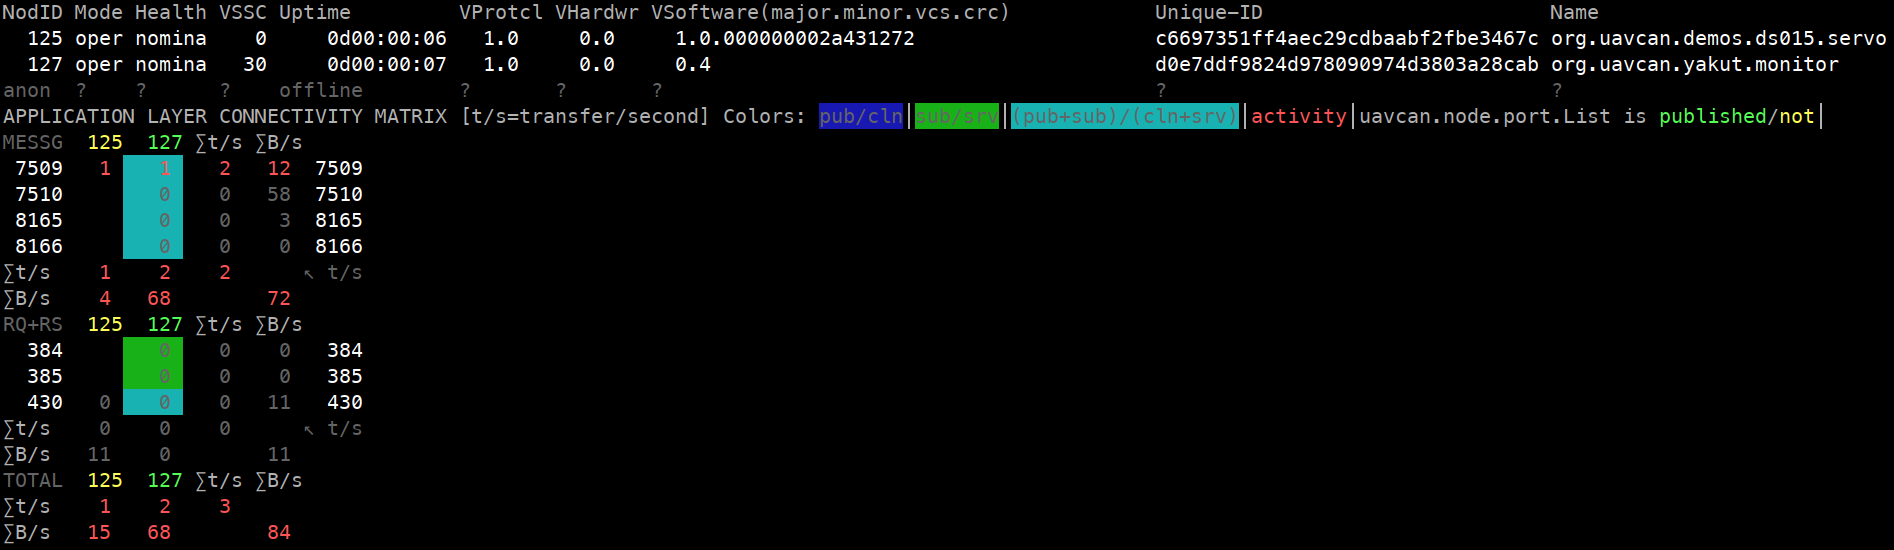 NodID Mode Health VSSC Uptime VProtcl VHardwr VSoftware(major.minor.vcs.crc) Unique-ID Name
125 oper nomina 0 0d00:00:06 1.0 0.0 1.0.000000002a431272 c6697351ff4aec29cdbaabf2fbe3467c org.uavcan.demos.ds015.servo
127 oper nomina 30 0d00:00:07 1.0 0.0 0.4 d0e7ddf9824d978090974d3803a28cab org.uavcan.yakut.monitor
anon ? ? ? offline ? ? ? ? ?
APPLICATION LAYER CONNECTIVITY MATRIX [t/s=transfer/second] Colors: pub/cln|sub/srv|(pub+sub)/(cln+srv)|activity|uavcan.node.port.List is published/not|
MESSG 125 127 ∑t/s ∑B/s
7509 1 1 2 12 7509
7510 0 0 58 7510
8165 0 0 3 8165
8166 0 0 0 8166
∑t/s 1 2 2 ↖ t/s
∑B/s 4 68 72
RQ+RS 125 127 ∑t/s ∑B/s
384 0 0 0 384
385 0 0 0 385
430 0 0 0 11 430
∑t/s 0 0 0 ↖ t/s
∑B/s 11 0 11
TOTAL 125 127 ∑t/s ∑B/s
∑t/s 1 2 3
∑B/s 15 68 84